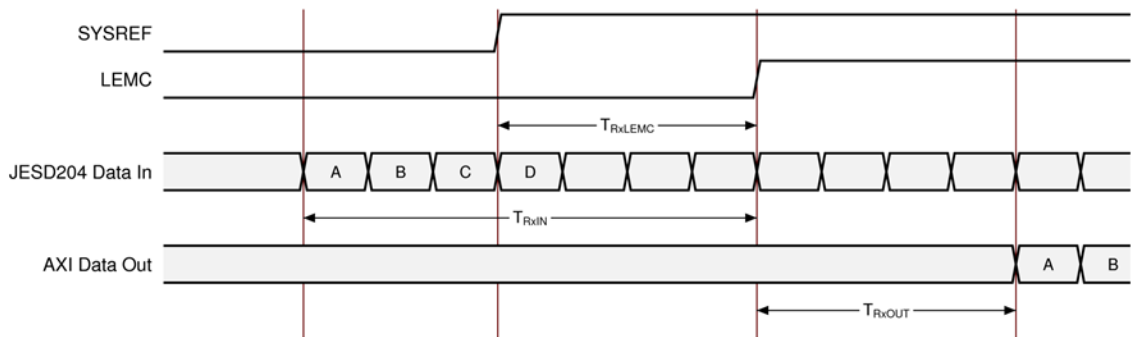 SYSREF
LEMC
TRxLEMC
JESD204 Data In A B C D
TRxIN
AXI Data Out A B
TRxOUT